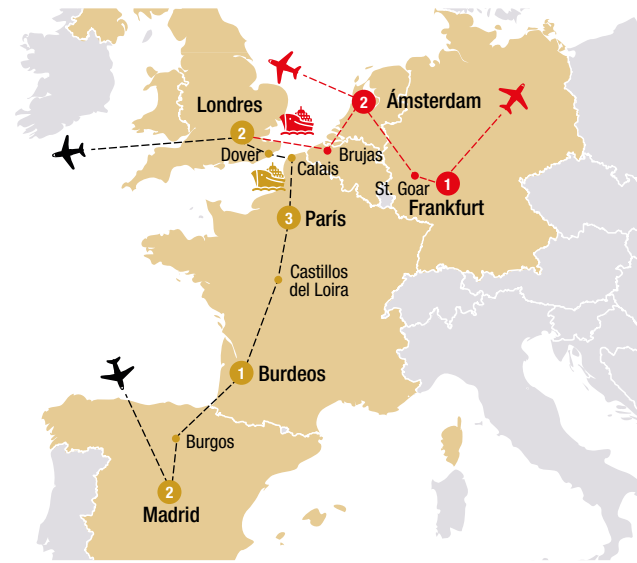 Londres
2
Dover
Calais
Brujas
2
Ámsterdam
St. Goar
1
Frankfurt
3
París
Castillos
del Loira
1
Burdeos
Burgos
2
Madrid